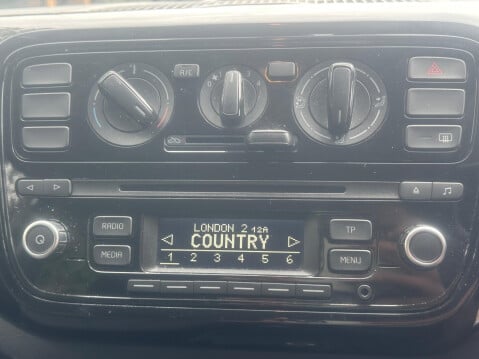 A/C
RADIO
MEDIA
LONDON 2 12A
COUNTRY
1 2 3 4 5 6
TP
MENU